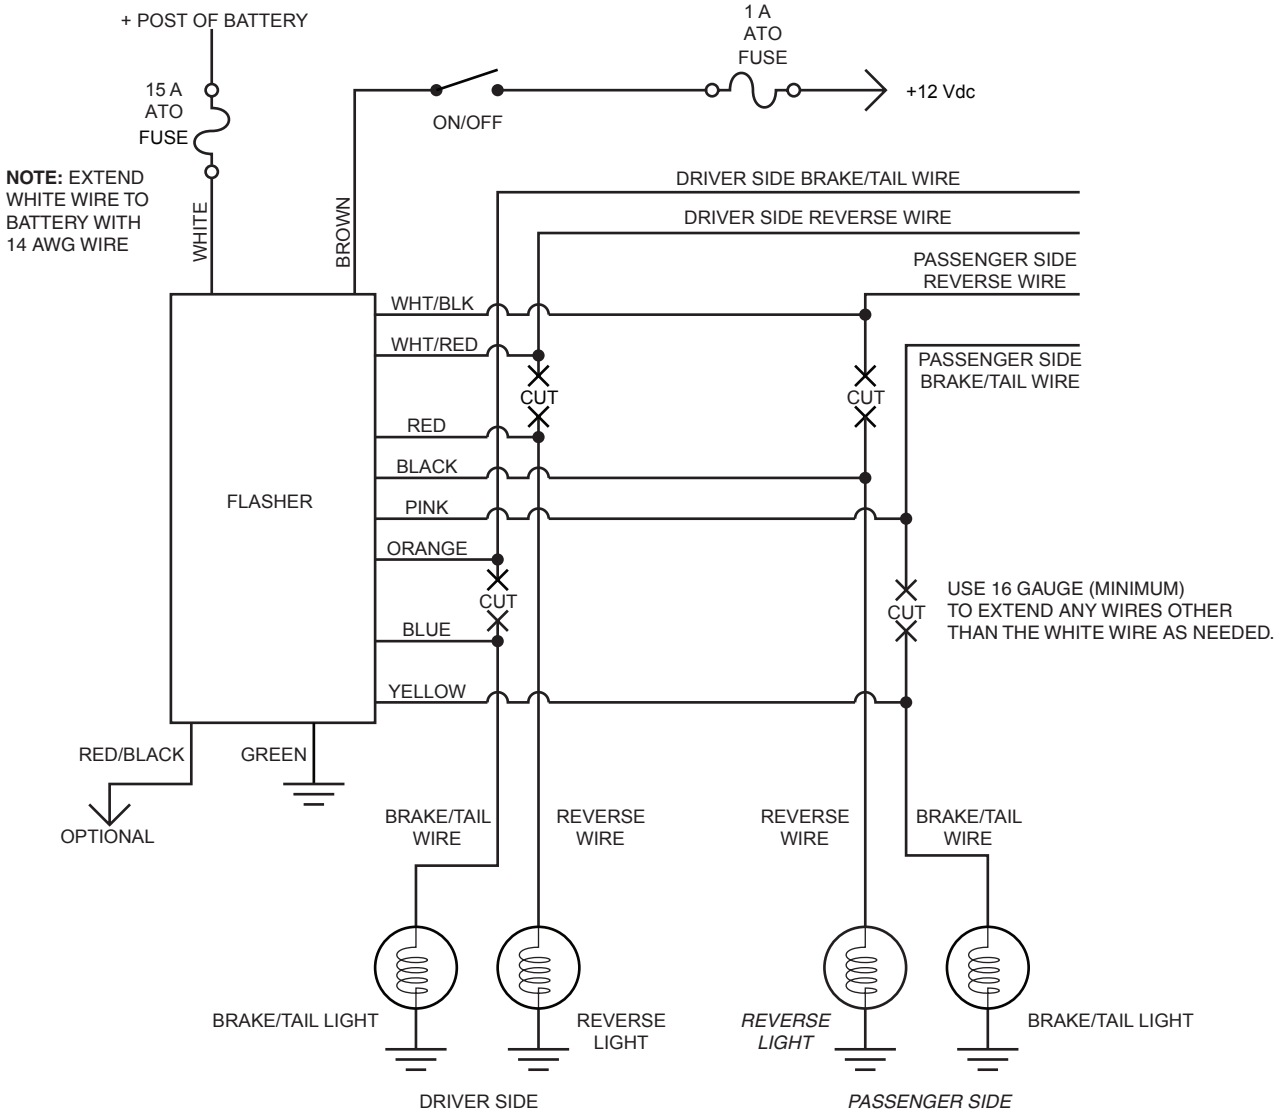 + POST OF BATTERY
15 A
ATO
FUSE
1 A
ATO
FUSE
+12 Vdc
ON/OFF
NOTE: EXTEND
WHITE WIRE TO
BATTERY WITH
14 AWG WIRE
WHITE
BROWN
DRIVER SIDE BRAKE/TAIL WIRE
DRIVER SIDE REVERSE WIRE
PASSENGER SIDE
REVERSE WIRE
PASSENGER SIDE
BRAKE/TAIL WIRE
WHT/BLK
WHT/RED
CUT
CUT
RED
BLACK
FLASHER
PINK
ORANGE
CUT
BLUE
CUT
USE 16 GAUGE (MINIMUM)
TO EXTEND ANY WIRES OTHER
THAN THE WHITE WIRE AS NEEDED.
YELLOW
RED/BLACK
GREEN
OPTIONAL
BRAKE/TAIL
WIRE
REVERSE
WIRE
REVERSE
WIRE
BRAKE/TAIL
WIRE
BRAKE/TAIL LIGHT
REVERSE
LIGHT
REVERSE
LIGHT
BRAKE/TAIL LIGHT
DRIVER SIDE
PASSENGER SIDE